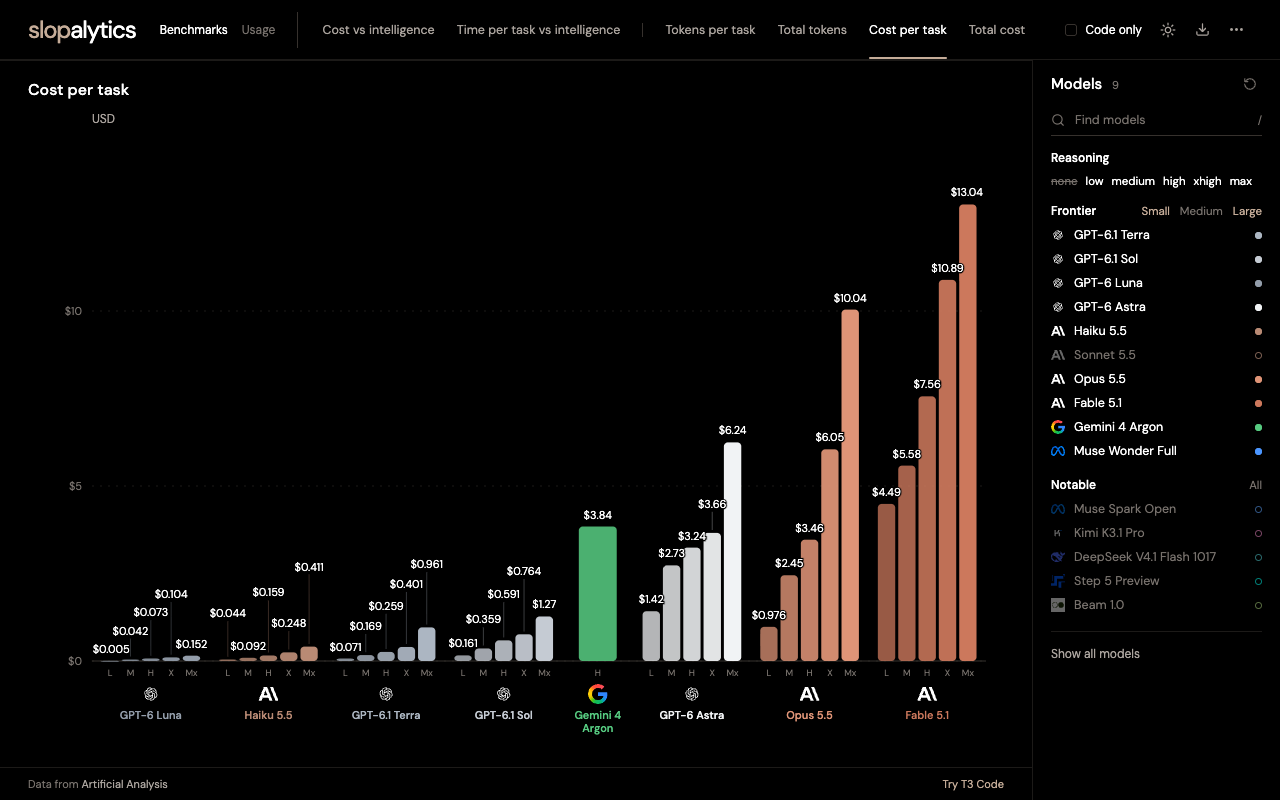 slopalytics Benchmarks Usage Cost vs intelligence Time per task vs intelligence Tokens per task Total tokens Cost per task Total cost Code only
Cost per task
USD
$10
$5
$0
$0.005 $0.042 $0.073 $0.104 $0.152
L M H X Mx
GPT-6 Luna
$0.044 $0.092 $0.159 $0.248 $0.411
L M H X Mx
Haiku 5.5
$0.071 $0.169 $0.259 $0.401 $0.961
L M H X Mx
GPT-6.1 Terra
$0.161 $0.359 $0.591 $0.764 $1.27
L M H X Mx
GPT-6.1 Sol
$3.84
H
Gemini 4
Argon
$1.42 $2.73 $3.24 $3.66 $6.24
L M H X Mx
GPT-6 Astra
$0.976 $2.45 $3.46 $6.05 $10.04
L M H X Mx
Opus 5.5
$4.49 $5.58 $7.56 $10.89 $13.04
L M H X Mx
Fable 5.1
Data from Artificial Analysis
Try T3 Code
Models 9
Find models /
Reasoning
none low medium high xhigh max
Frontier Small Medium Large
GPT-6.1 Terra
GPT-6.1 Sol
GPT-6 Luna
GPT-6 Astra
Haiku 5.5
Sonnet 5.5
Opus 5.5
Fable 5.1
Gemini 4 Argon
Muse Wonder Full
Notable All
Muse Spark Open
Kimi K3.1 Pro
DeepSeek V4.1 Flash 1017
Step 5 Preview
Beam 1.0
Show all models